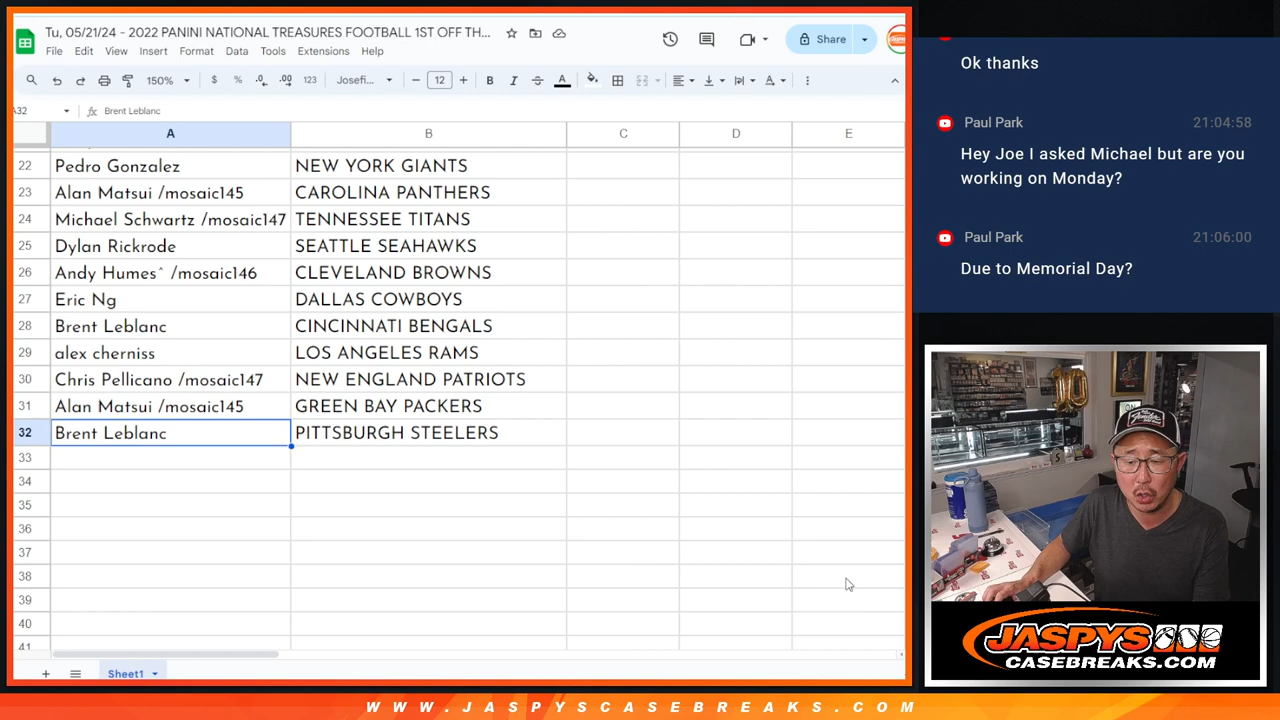 Tu, 05/21/24 - 2022 PANINI NATIONAL TREASURES FOOTBALL 1ST OFF TH...
Share
File Edit View Insert Format Data Tools Extensions Help
150% $ % .0 .00 123 Josefi... 12 B I A
A32 fx Brent Leblanc
A B C D E
22 Pedro Gonzalez NEW YORK GIANTS
23 Alan Matsui /mosaic145 CAROLINA PANTHERS
24 Michael Schwartz /mosaic147 TENNESSEE TITANS
25 Dylan Rickrode SEATTLE SEAHAWKS
26 Andy Humes^ /mosaic146 CLEVELAND BROWNS
27 Eric Ng DALLAS COWBOYS
28 Brent Leblanc CINCINNATI BENGALS
29 alex cherniss LOS ANGELES RAMS
30 Chris Pellicano /mosaic147 NEW ENGLAND PATRIOTS
31 Alan Matsui /mosaic145 GREEN BAY PACKERS
32 Brent Leblanc PITTSBURGH STEELERS
33
34
35
36
37
38
39
40
41
Sheet1
Ok thanks
Paul Park 21:04:58
Hey Joe I asked Michael but are you
working on Monday?
Paul Park 21:06:00
Due to Memorial Day?
10
Fender
JASPYS
CASEBREAKS.COM
WWW.JASPYSCASEBREAKS.COM